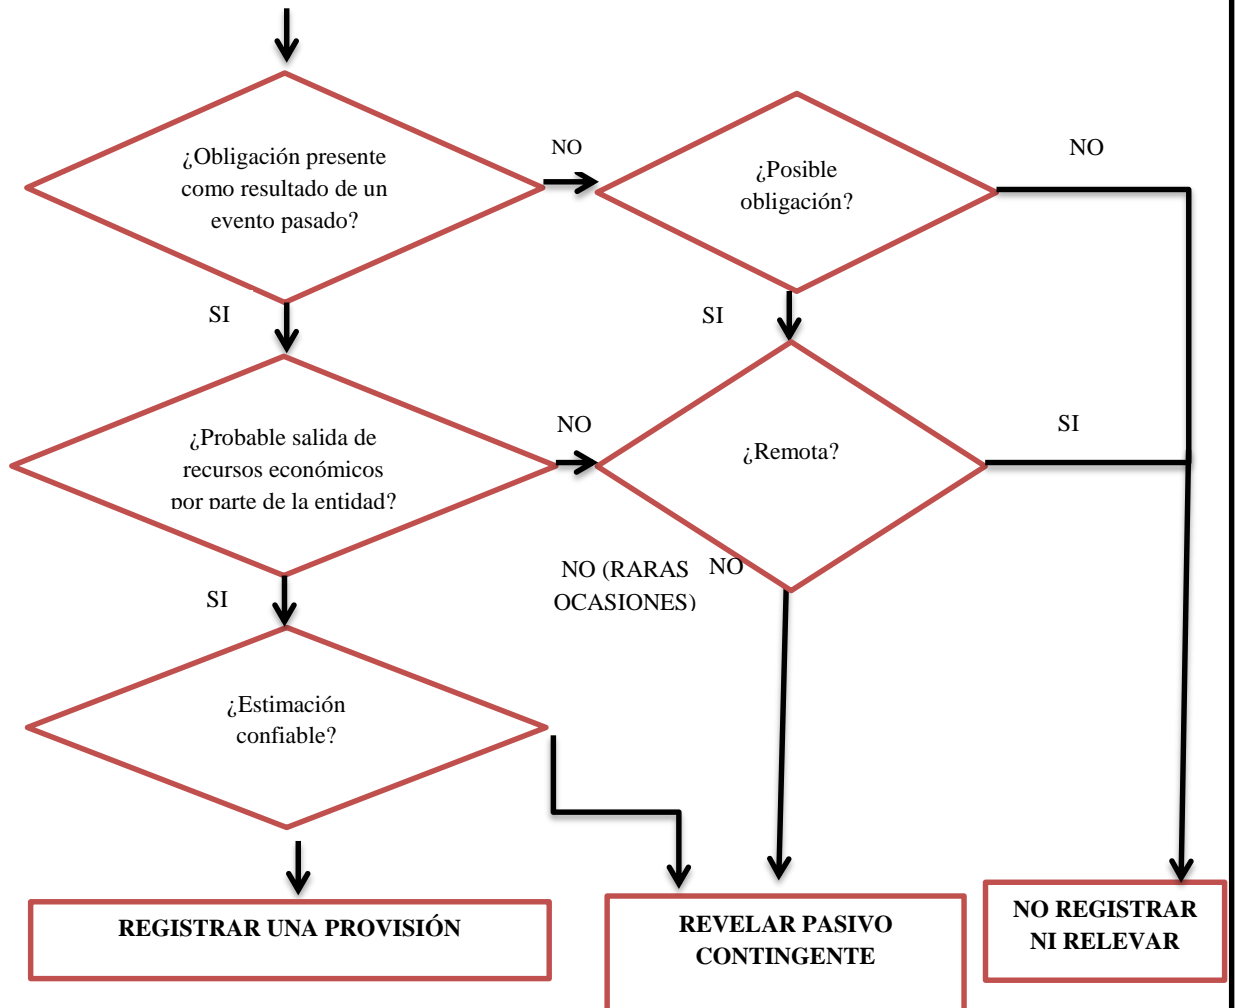 ¿Obligación presente
como resultado de un
evento pasado?
NO
¿Posible
obligación?
NO
SI
SI
¿Probable salida de
recursos económicos
por parte de la entidad?
NO
¿Remota?
SI
NO (RARAS
OCASIONES)
NO
SI
¿Estimación
confiable?
REGISTRAR UNA PROVISIÓN
REVELAR PASIVO
CONTINGENTE
NO REGISTRAR
NI RELEVAR